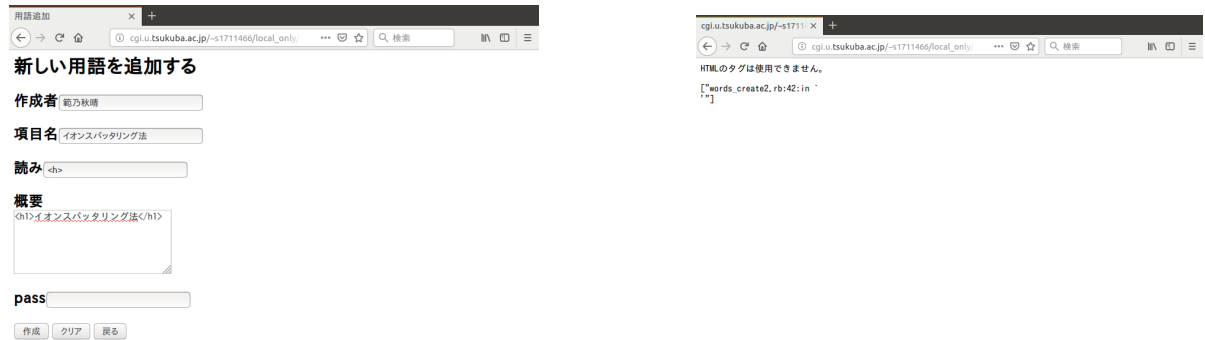 用語追加
cgi.u.tsukuba.ac.jp/~s1711466/local_only/
検索
新しい用語を追加する
作成者 範乃秋晴
項目名 イオンスパッタリング法
読み <h>
概要
<h1>イオンスパッタリング法</h1>
pass
作成 クリア 戻る
cgi.u.tsukuba.ac.jp/~s1711
cgi.u.tsukuba.ac.jp/~s1711466/local_only/
検索
HTMLのタグは使用できません。
["words_create2.rb:42:in `
'"]